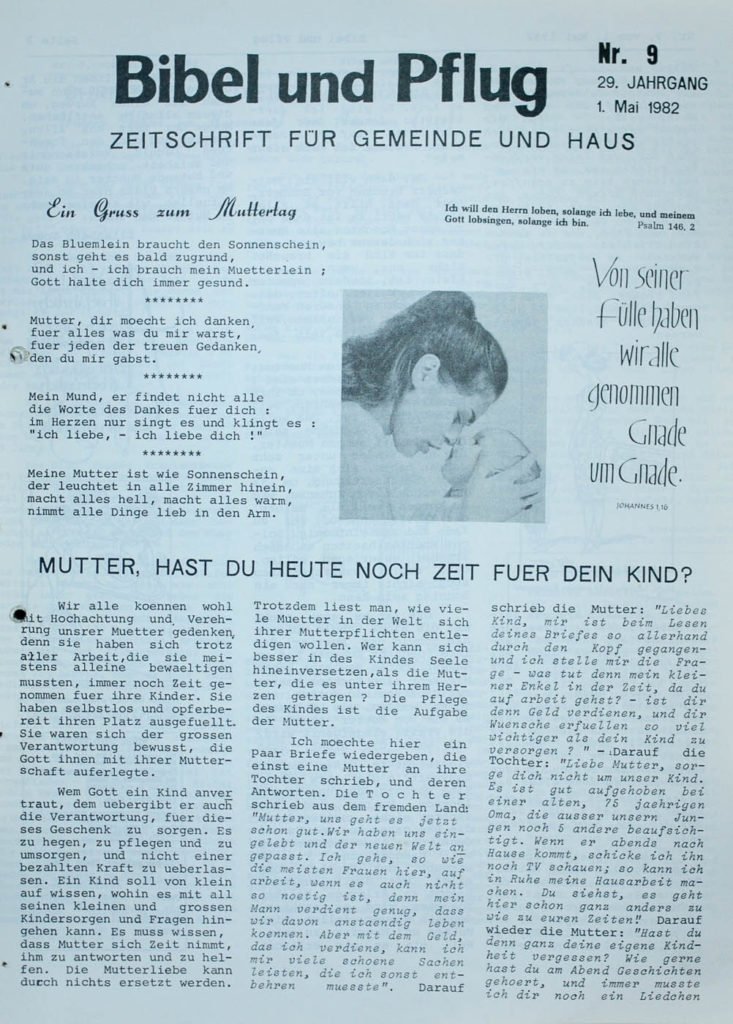 Bibel und Pflug
Nr. 9
29. JAHRGANG
1. Mai 1982
ZEITSCHRIFT FÜR GEMEINDE UND HAUS
Ein Gruss zum Muttertag
Das Bluemlein braucht den Sonnenschein,
sonst geht es bald zugrund,
und ich - ich brauch mein Muetterlein ;
Gott halte dich immer gesund.
********
Mutter, dir moecht ich danken,
fuer alles was du mir warst,
fuer jeden der treuen Gedanken,
den du mir gabst.
********
Mein Mund, er findet nicht alle
die Worte des Dankes fuer dich :
im Herzen nur singt es und klingt es :
"ich liebe, - ich liebe dich !"
********
Meine Mutter ist wie Sonnenschein,
der leuchtet in alle Zimmer hinein,
macht alles hell, macht alles warm,
nimmt alle Dinge lieb in den Arm.
Ich will den Herrn loben, solange ich lebe, und meinem
Gott lobsingen, solange ich bin. Psalm 146, 2
Von seiner
Fülle haben
wir alle
genommen
Gnade
um Gnade.
JOHANNES 1,16
MUTTER, HAST DU HEUTE NOCH ZEIT FUER DEIN KIND?
Wir alle koennen wohl
mit Hochachtung und Vereh-
rung unsrer Muetter gedenken,
denn sie haben sich trotz
aller Arbeit,die sie mei-
stens alleine bewaeltigen
mussten, immer noch Zeit ge-
nommen fuer ihre Kinder. Sie
haben selbstlos und opferbe-
reit ihren Platz ausgefuellt.
Sie waren sich der grossen
Verantwortung bewusst, die
Gott ihnen mit ihrer Mutter-
schaft auferlegte.
Wem Gott ein Kind anver
traut, dem uebergibt er auch
die Verantwortung, fuer die-
ses Geschenk zu sorgen. Es
zu hegen, zu pflegen und zu
umsorgen, und nicht einer
bezahlten Kraft zu ueberlas-
sen. Ein Kind soll von klein
auf wissen, wohin es mit all
seinen kleinen und grossen
Kindersorgen und Fragen hin-
gehen kann. Es muss wissen,
dass Mutter sich Zeit nimmt,
ihm zu antworten und zu hel-
fen. Die Mutterliebe kann
durch nichts ersetzt werden.
Trotzdem liest man, wie vie-
le Muetter in der Welt sich
ihrer Mutterpflichten entle-
digen wollen. Wer kann sich
besser in des Kindes Seele
hineinversetzen,als die Mut-
ter, die es unter ihrem Her-
zen getragen ? Die Pflege
des Kindes ist die Aufgabe
der Mutter.
Ich moechte hier ein
paar Briefe wiedergeben, die
einst eine Mutter an ihre
Tochter schrieb, und deren
Antworten. Die T o c h t e r
schrieb aus dem fremden Land:
"Mutter, uns geht es jetzt
schon gut.Wir haben uns ein-
gelebt und der neuen Welt an
gepasst. Ich gehe, so wie
die meisten Frauen hier, auf
arbeit, wenn es auch nicht
so noetig ist, denn mein
Mann verdient genug, dass
wir davon anstaendig leben
koennen. Aber mit dem Geld,
das ich verdiene, kann ich
mir viele schoene Sachen
leisten, die ich sonst ent-
behren muesste". Darauf
schrieb die Mutter: "Liebes
Kind, mir ist beim Lesen
deines Briefes so allerhand
durch den Kopf gegangen-
und ich stelle mir die Fra-
ge - was tut denn mein klei-
ner Enkel in der Zeit, da du
auf arbeit gehst? - ist dir
denn Geld verdienen, und dir
Wuensche erfuellen so viel
wichtiger als dein Kind zu
versorgen ? " - Darauf die
Tochter: "Liebe Mutter, sor-
ge dich nicht um unser Kind.
Es ist gut aufgehoben bei
einer alten, 75 jaehrigen
Oma, die ausser unsern Jun-
gen noch 6 andere beaufsich-
tigt. Wenn er abends nach
Hause kommt, schicke ich ihn
noch TV schauen; so kann ich
in Ruhe meine Hausarbeit ma-
chen. Du siehst, es geht
hier schon ganz anders zu
wie zu euren Zeiten!" Darauf
wieder die Mutter: "Hast du
denn ganz deine eigene Kind-
heit vergessen? Wie gerne
hast du am Abend Geschichten
gehoert, und immer musste
ich dir noch ein Liedchen